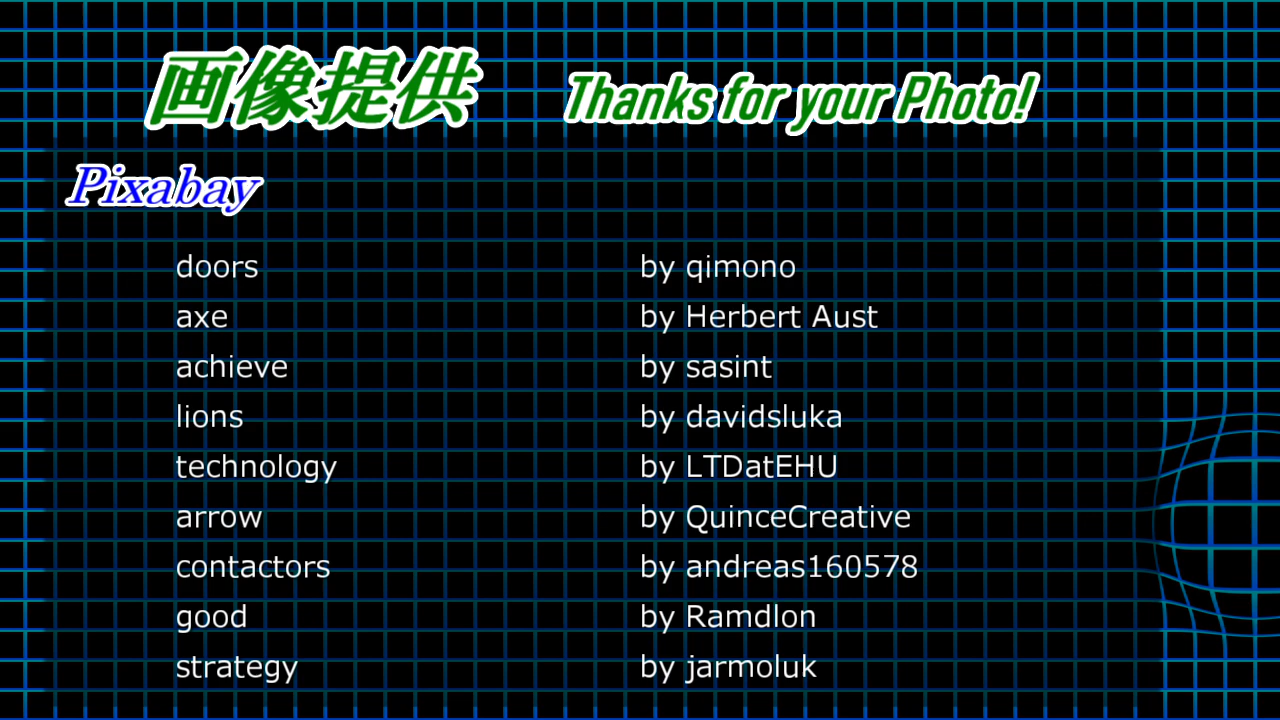 画像提供 Thanks for your Photo!
Pixabay
doors by qimono
axe by Herbert Aust
achieve by sasint
lions by davidsluka
technology by LTDatEHU
arrow by QuinceCreative
contactors by andreas160578
good by Ramdlon
strategy by jarmoluk